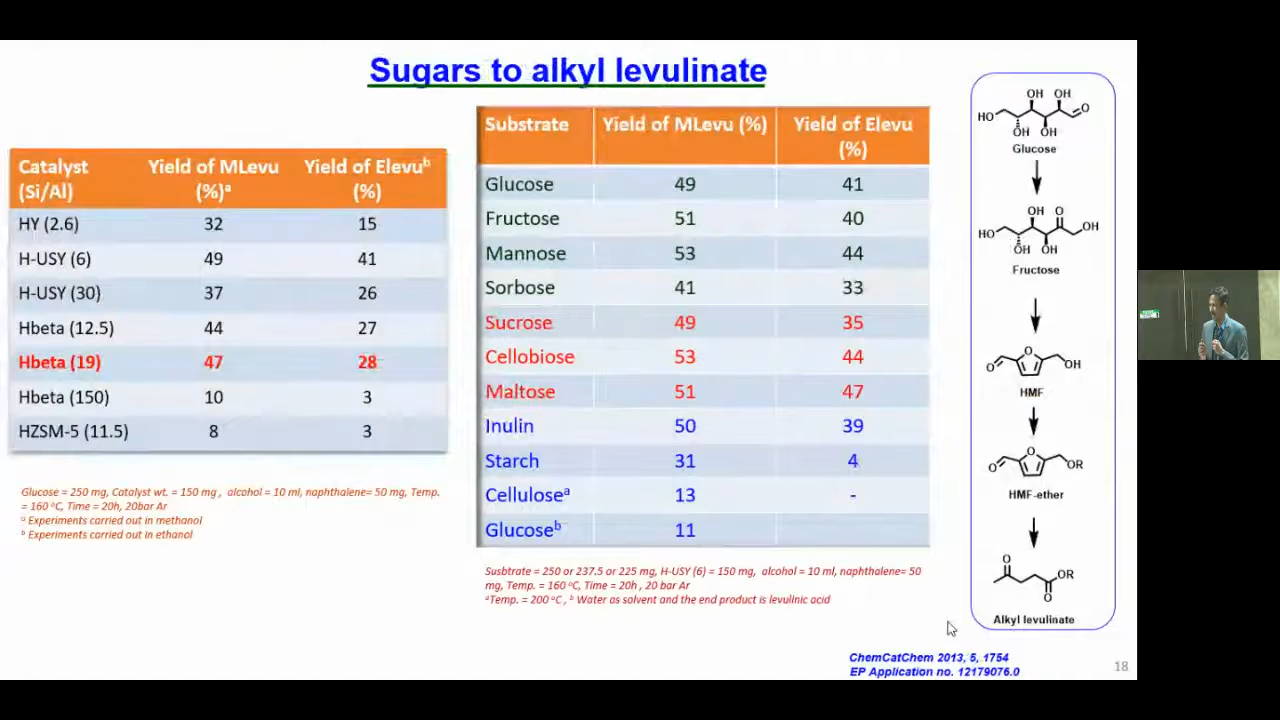 Sugars to alkyl levulinate
Catalyst (Si/Al) Yield of MLevu (%)ᵃ Yield of Elevuᵇ (%)
HY (2.6) 32 15
H-USY (6) 49 41
H-USY (30) 37 26
Hbeta (12.5) 44 27
Hbeta (19) 47 28
Hbeta (150) 10 3
HZSM-5 (11.5) 8 3
Glucose = 250 mg, Catalyst wt. = 150 mg , alcohol = 10 ml, naphthalene= 50 mg, Temp.
= 160 ᵒC, Time = 20h, 20bar Ar
ᵃ Experiments carried out in methanol
ᵇ Experiments carried out in ethanol
Substrate Yield of MLevu (%) Yield of Elevu (%)
Glucose 49 41
Fructose 51 40
Mannose 53 44
Sorbose 41 33
Sucrose 49 35
Cellobiose 53 44
Maltose 51 47
Inulin 50 39
Starch 31 4
Celluloseᵃ 13 -
Glucoseᵇ 11
Susbtrate = 250 or 237.5 or 225 mg, H-USY (6) = 150 mg, alcohol = 10 ml, naphthalene= 50
mg, Temp. = 160 ᵒC, Time = 20h , 20 bar Ar
ᵃTemp. = 200 ᵒC , ᵇ Water as solvent and the end product is levulinic acid
OH OH
HO O
OH OH
Glucose
OH O
HO OH
OH OH
Fructose
O O OH
HMF
O O OR
HMF-ether
O
OR
O
Alkyl levulinate
ChemCatChem 2013, 5, 1754
EP Application no. 12179076.0
18